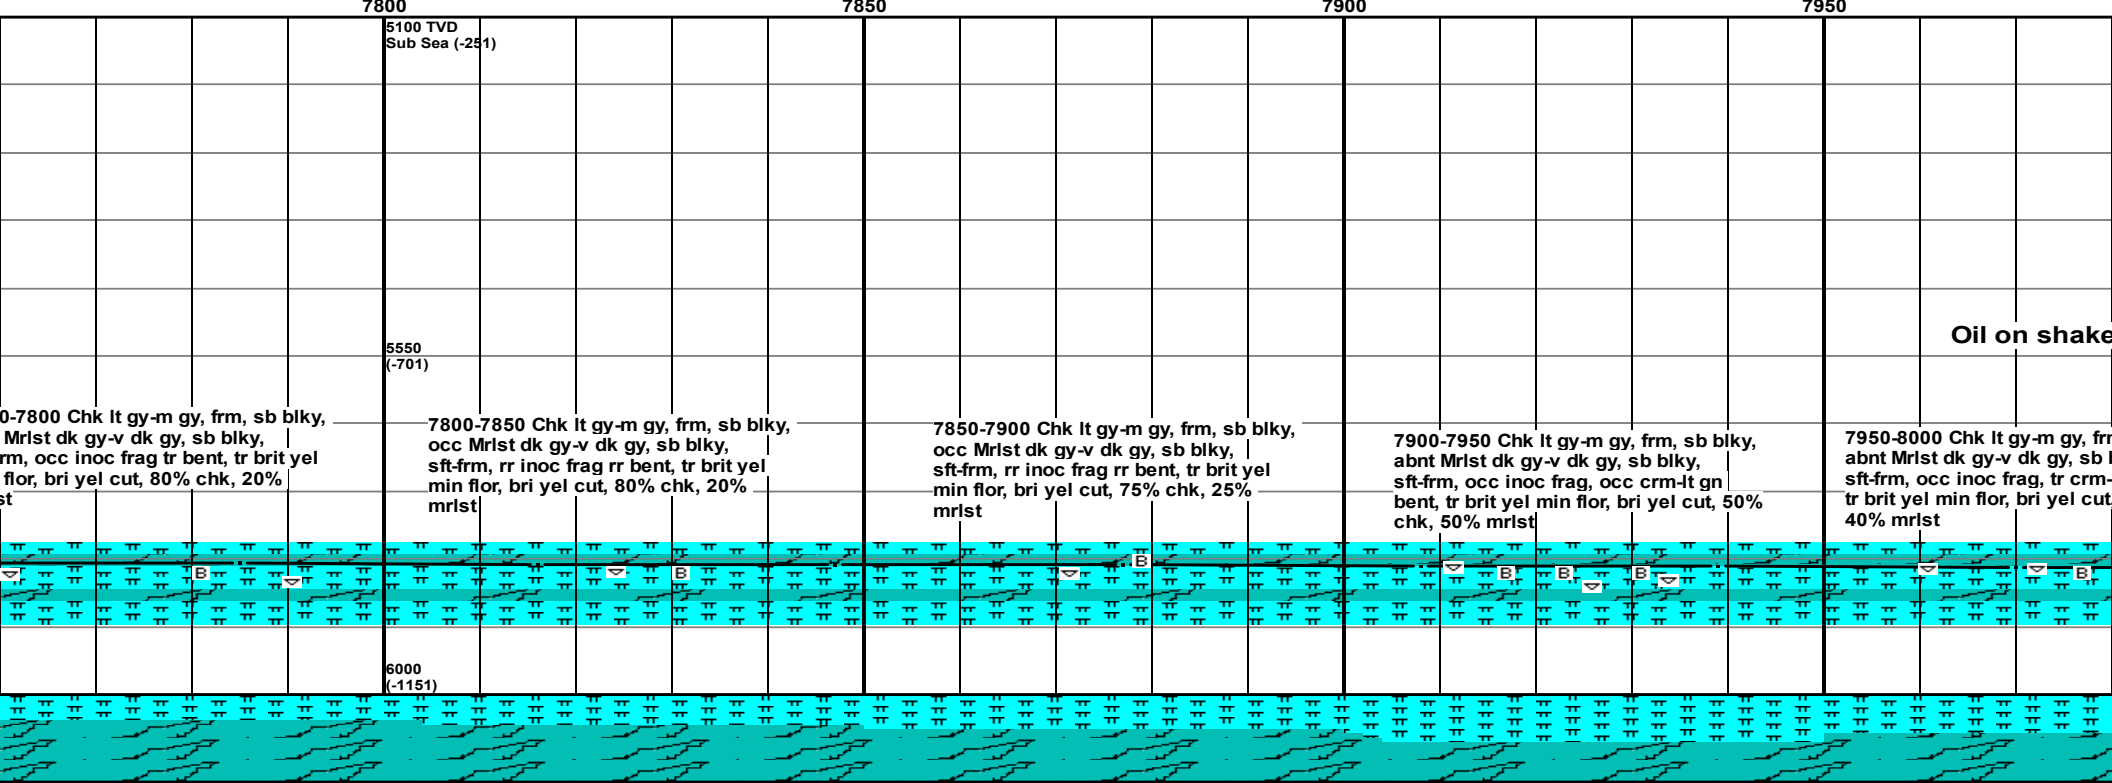 7800
7850
7900
7950
5100 TVD
Sub Sea (-251)
5550
(-701)
Oil on shake
0-7800 Chk lt gy-m gy, frm, sb blky,
Mrlst dk gy-v dk gy, sb blky,
rm, occ inoc frag tr bent, tr brit yel
flor, bri yel cut, 80% chk, 20%
st
7800-7850 Chk lt gy-m gy, frm, sb blky,
occ Mrlst dk gy-v dk gy, sb blky,
sft-frm, rr inoc frag rr bent, tr brit yel
min flor, bri yel cut, 80% chk, 20%
mrlst
7850-7900 Chk lt gy-m gy, frm, sb blky,
occ Mrlst dk gy-v dk gy, sb blky,
sft-frm, rr inoc frag rr bent, tr brit yel
min flor, bri yel cut, 75% chk, 25%
mrlst
7900-7950 Chk lt gy-m gy, frm, sb blky,
abnt Mrlst dk gy-v dk gy, sb blky,
sft-frm, occ inoc frag, occ crm-lt gn
bent, tr brit yel min flor, bri yel cut, 50%
chk, 50% mrlst
7950-8000 Chk lt gy-m gy, fr
abnt Mrlst dk gy-v dk gy, sb
sft-frm, occ inoc frag, tr crm-
tr brit yel min flor, bri yel cut
40% mrlst
B
B
B
B
B
B
B
6000
(-1151)